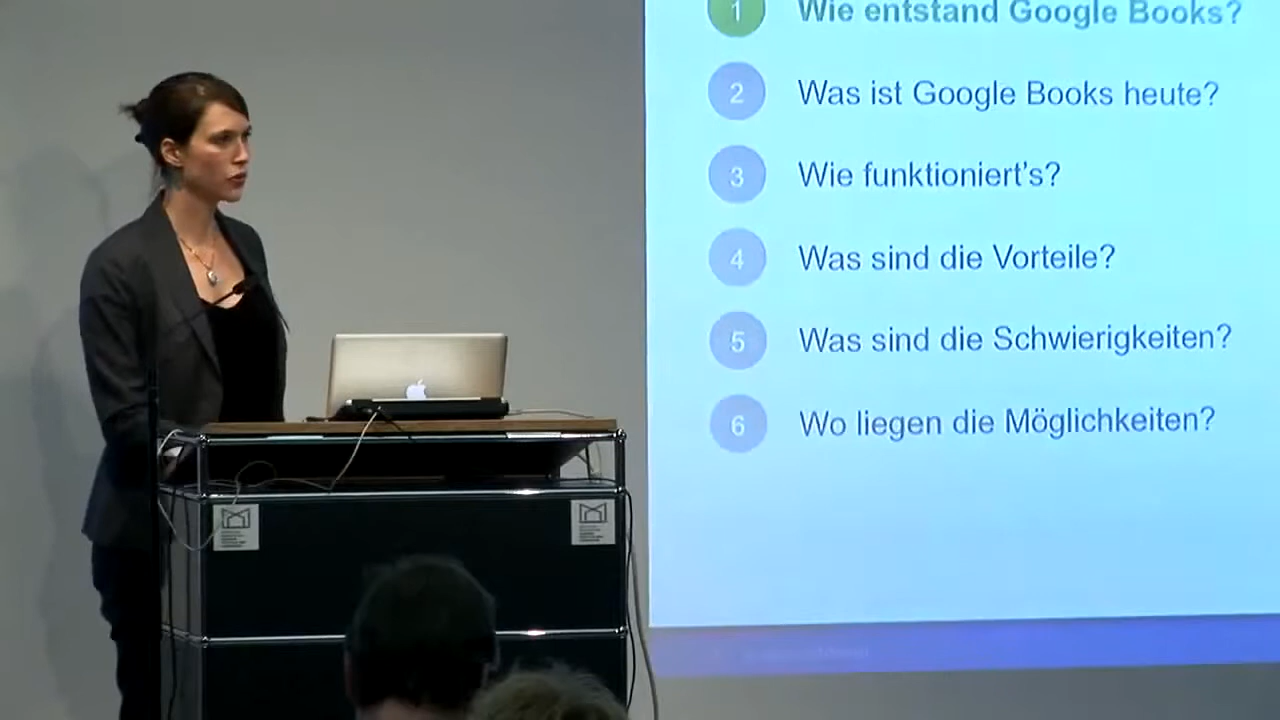 1 Wie entstand Google Books?
2 Was ist Google Books heute?
3 Wie funktioniert's?
4 Was sind die Vorteile?
5 Was sind die Schwierigkeiten?
6 Wo liegen die Möglichkeiten?